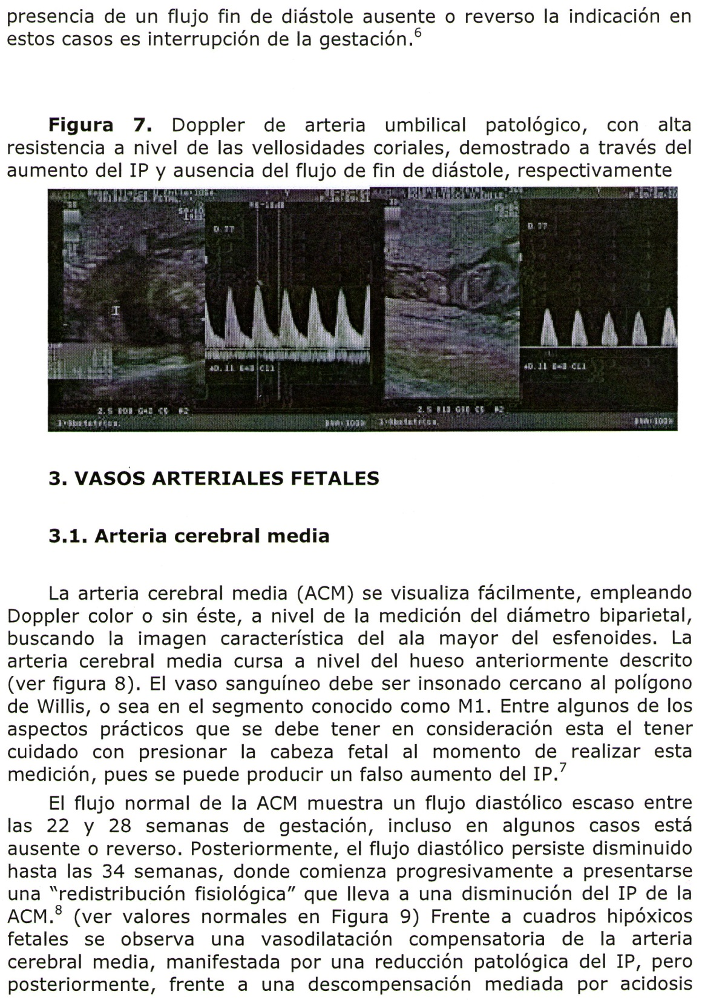 presencia de un flujo fin de diástole ausente o reverso la indicación en
estos casos es interrupción de la gestación.6
Figura 7. Doppler de arteria umbilical patológico, con alta
resistencia a nivel de las vellosidades coriales, demostrado a través del
aumento del IP y ausencia del flujo de fin de diástole, respectivamente
3. VASOS ARTERIALES FETALES
3.1. Arteria cerebral media
La arteria cerebral media (ACM) se visualiza fácilmente, empleando
Doppler color o sin éste, a nivel de la medición del diámetro biparietal,
buscando la imagen característica del ala mayor del esfenoides. La
arteria cerebral media cursa a nivel del hueso anteriormente descrito
(ver figura 8). El vaso sanguíneo debe ser insonado cercano al polígono
de Willis, o sea en el segmento conocido como M1. Entre algunos de los
aspectos prácticos que se debe tener en consideración esta el tener
cuidado con presionar la cabeza fetal al momento de realizar esta
medición, pues se puede producir un falso aumento del IP.7
El flujo normal de la ACM muestra un flujo diastólico escaso entre
las 22 y 28 semanas de gestación, incluso en algunos casos está
ausente o reverso. Posteriormente, el flujo diastólico persiste disminuido
hasta las 34 semanas, donde comienza progresivamente a presentarse
una "redistribución fisiológica" que lleva a una disminución del IP de la
ACM.8 (ver valores normales en Figura 9) Frente a cuadros hipóxicos
fetales se observa una vasodilatación compensatoria de la arteria
cerebral media, manifestada por una reducción patológica del IP, pero
posteriormente, frente a una descompensación mediada por acidosis